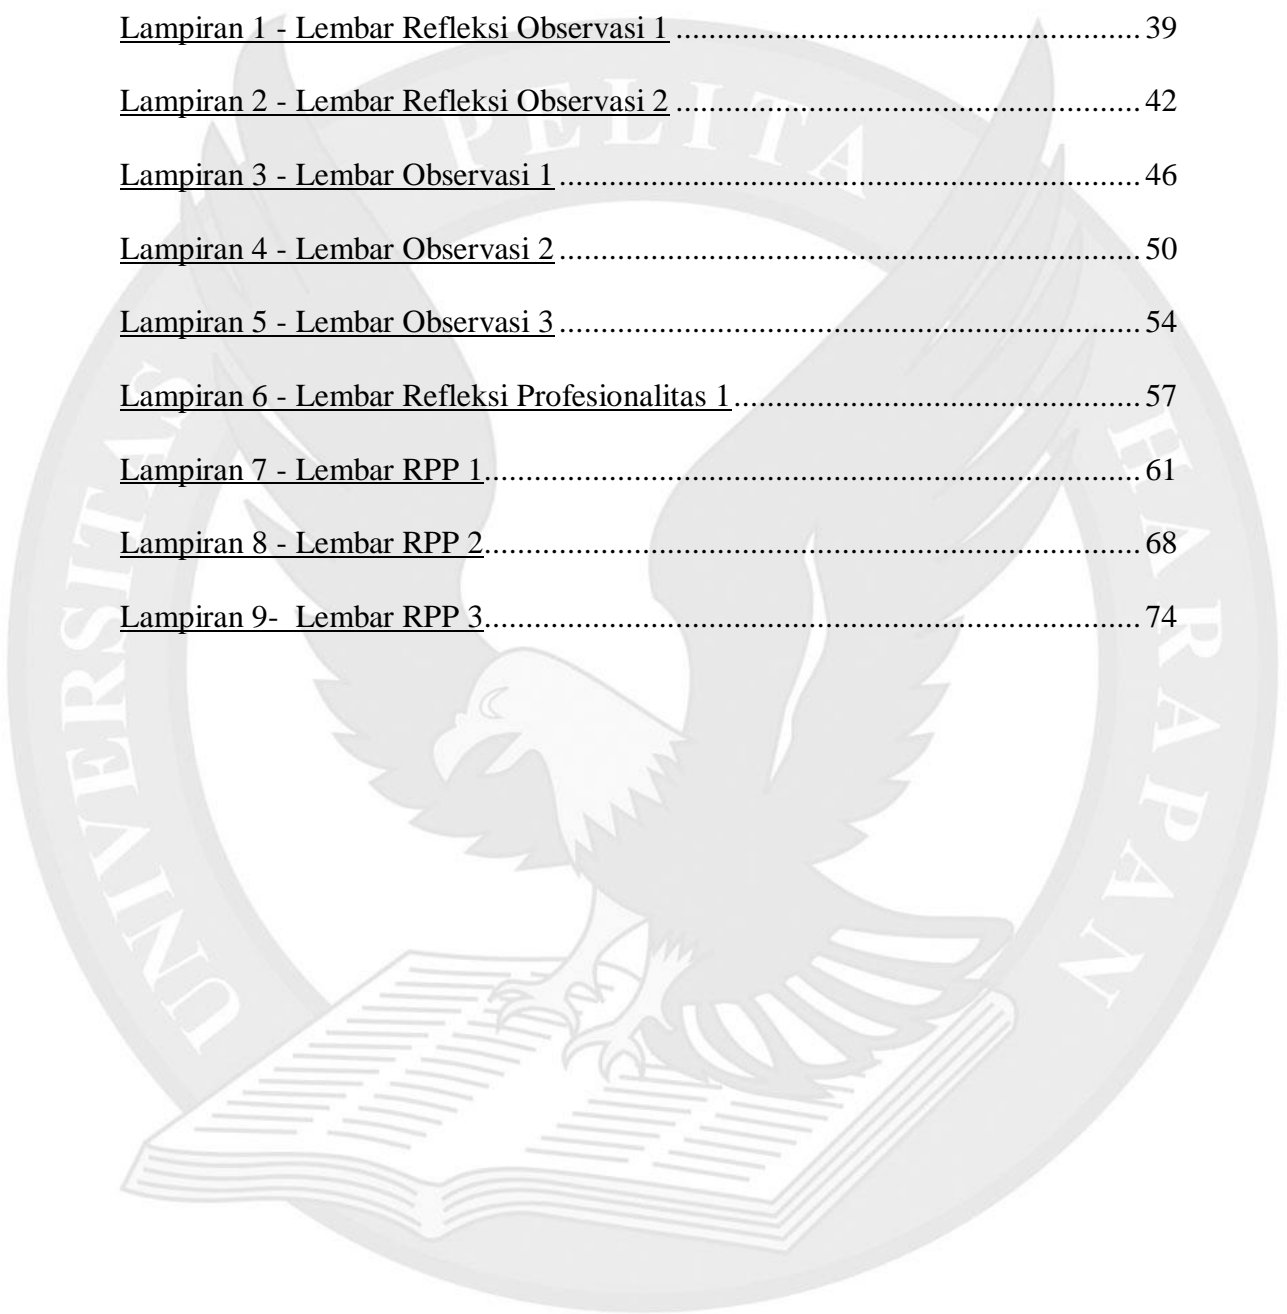 Lampiran 1 - Lembar Refleksi Observasi 1 ........................................................ 39
Lampiran 2 - Lembar Refleksi Observasi 2 ........................................................ 42
Lampiran 3 - Lembar Observasi 1 ...................................................................... 46
Lampiran 4 - Lembar Observasi 2 ...................................................................... 50
Lampiran 5 - Lembar Observasi 3 ...................................................................... 54
Lampiran 6 - Lembar Refleksi Profesionalitas 1 ................................................. 57
Lampiran 7 - Lembar RPP 1 ............................................................................... 61
Lampiran 8 - Lembar RPP 2 ............................................................................... 68
Lampiran 9-  Lembar RPP 3 ............................................................................... 74
UNIVERSITAS PELITA HARAPAN